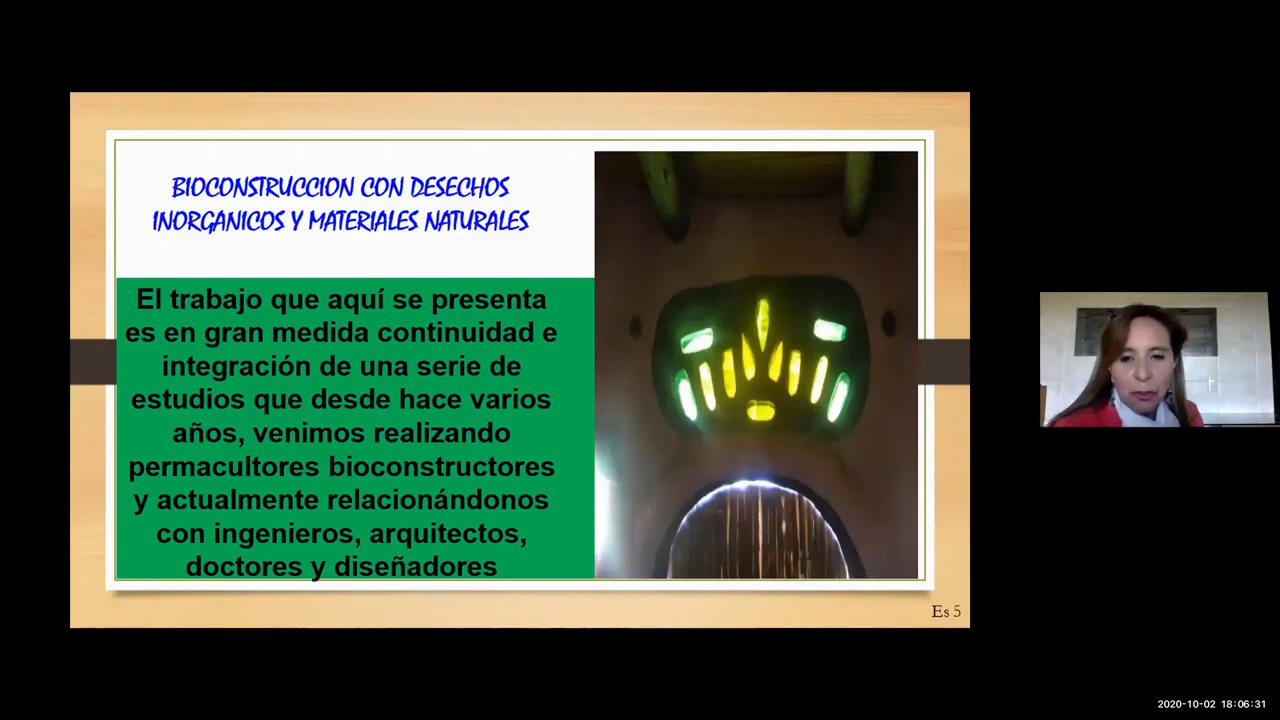 BIOCONSTRUCCION CON DESECHOS
INORGANICOS Y MATERIALES NATURALES
El trabajo que aquí se presenta
es en gran medida continuidad e
integración de una serie de
estudios que desde hace varios
años, venimos realizando
permacultores bioconstructores
y actualmente relacionándonos
con ingenieros, arquitectos,
doctores y diseñadores
Es 5
2020-10-02 18:06:31